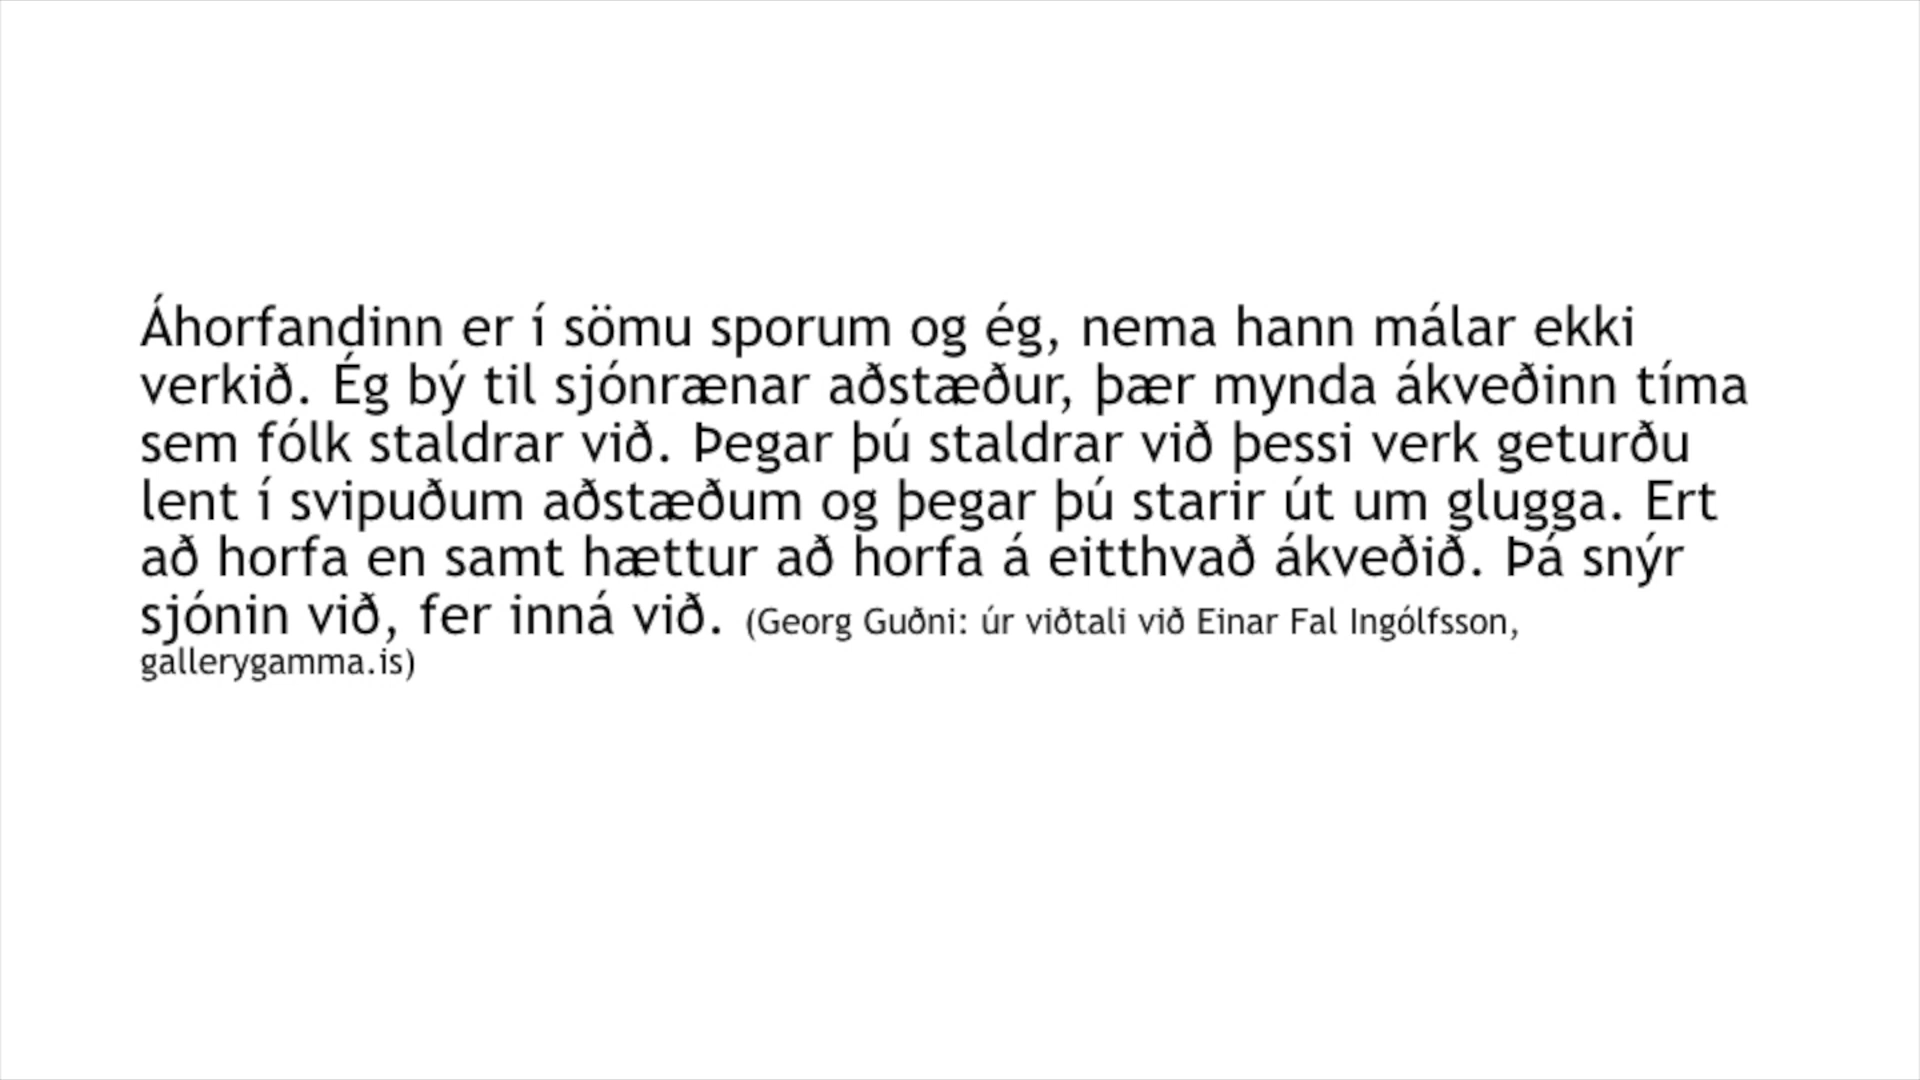 Áhorfandinn er í sömu sporum og ég, nema hann málar ekki
verkið. Ég bý til sjónrænar aðstæður, þær mynda ákveðinn tíma
sem fólk staldrar við. Þegar þú staldrar við þessi verk geturðu
lent í svipuðum aðstæðum og þegar þú starir út um glugga. Ert
að horfa en samt hættur að horfa á eitthvað ákveðið. Þá snýr
sjónin við, fer inná við. (Georg Guðni: úr viðtali við Einar Fal Ingólfsson,
gallerygamma.is)